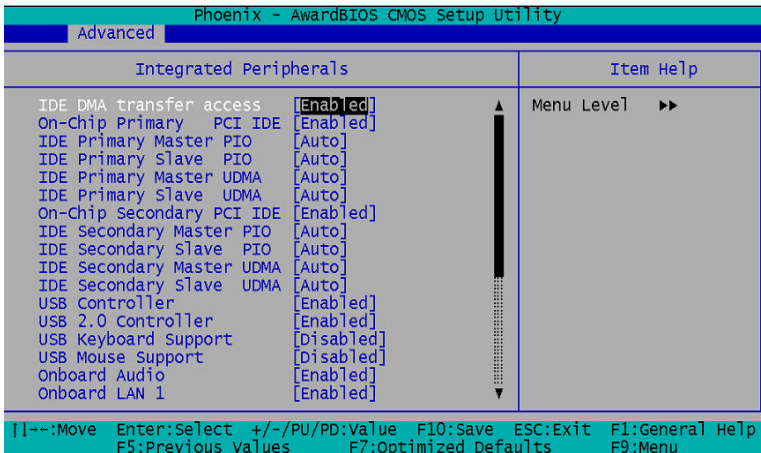 Phoenix - AwardBIOS CMOS Setup Utility
Advanced
Integrated Peripherals
Item Help
IDE DMA transfer access [Enabled]
Menu Level ▶▶
On-Chip Primary PCI IDE [Enabled]
IDE Primary Master PIO [Auto]
IDE Primary Slave PIO [Auto]
IDE Primary Master UDMA [Auto]
IDE Primary Slave UDMA [Auto]
On-Chip Secondary PCI IDE [Enabled]
IDE Secondary Master PIO [Auto]
IDE Secondary Slave PIO [Auto]
IDE Secondary Master UDMA [Auto]
IDE Secondary Slave UDMA [Auto]
USB Controller [Enabled]
USB 2.0 Controller [Enabled]
USB Keyboard Support [Disabled]
USB Mouse Support [Disabled]
Onboard Audio [Enabled]
Onboard LAN 1 [Enabled]
↑↓→←:Move Enter:Select +/-/PU/PD:Value F10:Save ESC:Exit F1:General Help
F5:Previous Values F7:Optimized Defaults F9:Menu